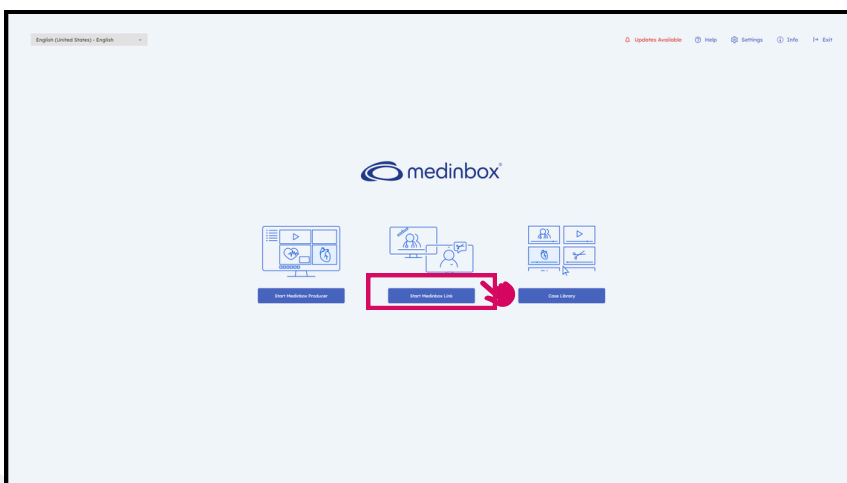 English (United States) - English
Updates Available Help Settings Info Exit
medinbox
Start Medinbox Producer Start Medinbox Link Case Library